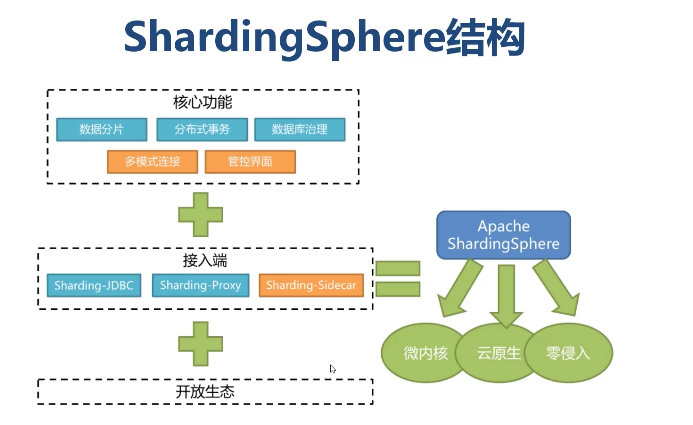 ShardingSphere结构
核心功能
数据分片 分布式事务 数据库治理
多模式连接 管控界面
接入端
Sharding-JDBC Sharding-Proxy Sharding-Sidecar
开放生态
Apache
ShardingSphere
微内核 云原生 零侵入